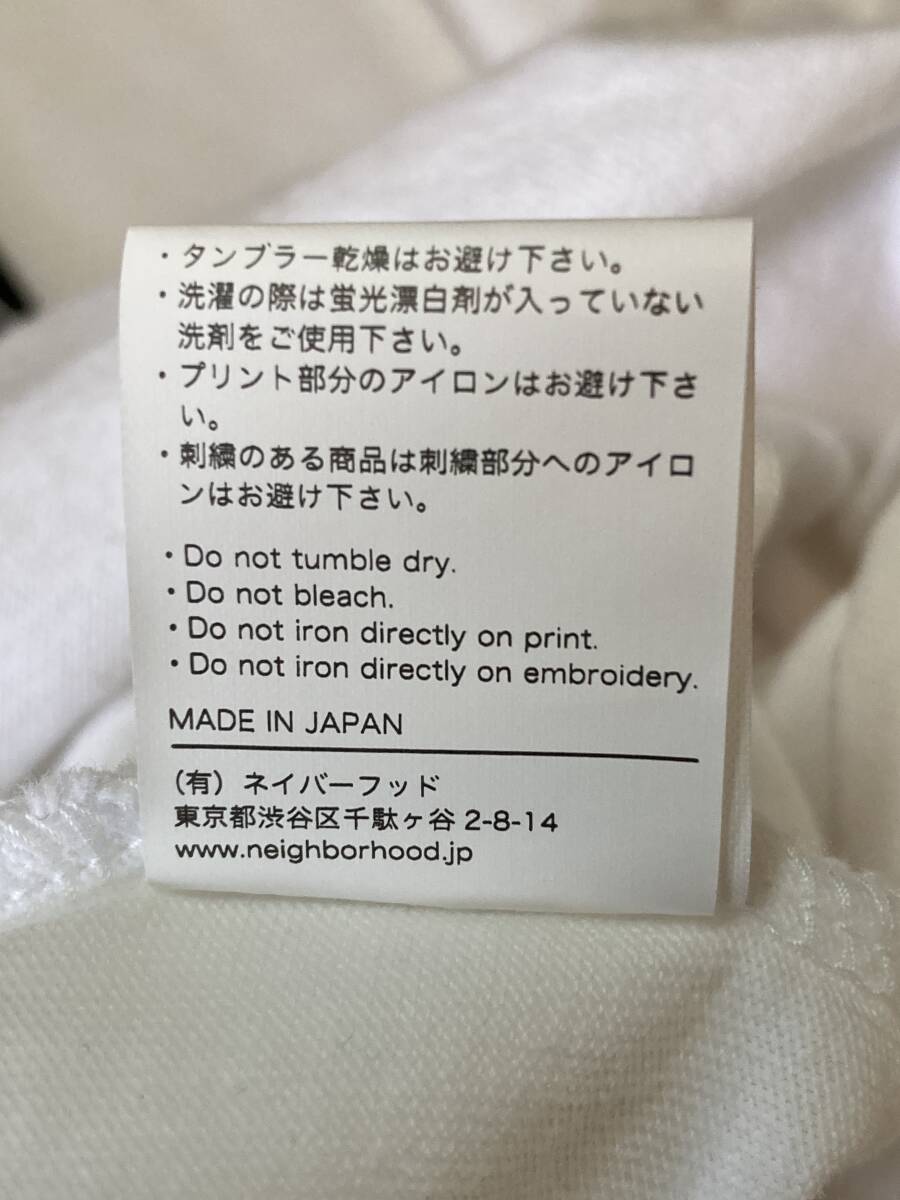 ・タンブラー乾燥はお避け下さい。
・洗濯の際は蛍光漂白剤が入っていない
洗剤をご使用下さい。
・プリント部分のアイロンはお避け下さ
い。
・刺繍のある商品は刺繍部分へのアイロ
ンはお避け下さい。
・Do not tumble dry.
・Do not bleach.
・Do not iron directly on print.
・Do not iron directly on embroidery.
MADE IN JAPAN
（有）ネイバーフッド
東京都渋谷区千駄ヶ谷 2-8-14
www.neighborhood.jp